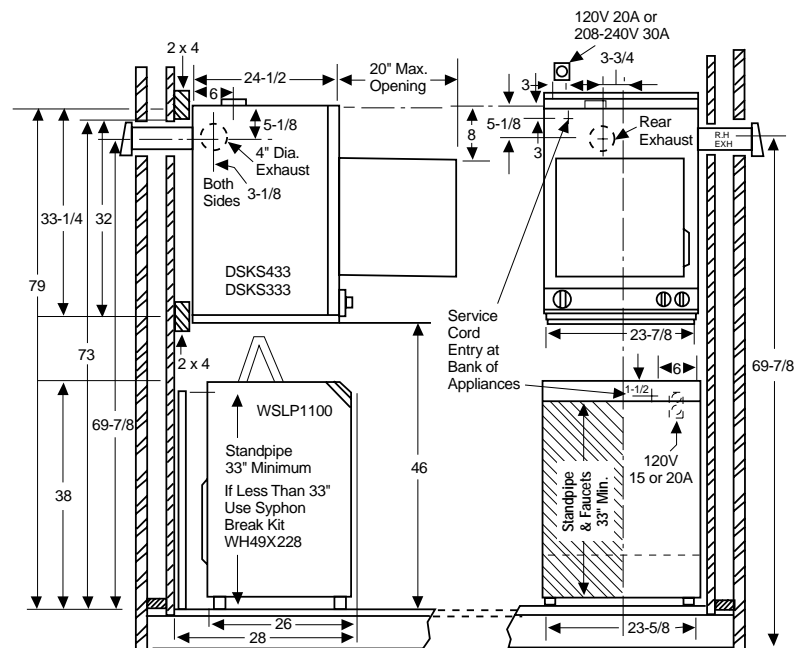 120V 20A or
208-240V 30A
2 x 4
24-1/2
20" Max.
Opening
3-3/4
6
3
5-1/8
8
5-1/8
Rear
Exhaust
R.H
EXH
4" Dia.
Exhaust
3
Both
Sides
3-1/8
33-1/4
32
DSKS433
DSKS333
79
Service
Cord
Entry at
Bank of
Appliances
23-7/8
73
2 x 4
69-7/8
6
1-1/2
WSLP1100
69-7/8
Standpipe
33" Minimum
46
120V
15 or 20A
If Less Than 33"
Use Syphon
Break Kit
WH49X228
38
Standpipe
& Faucets
33" Min.
26
28
23-5/8